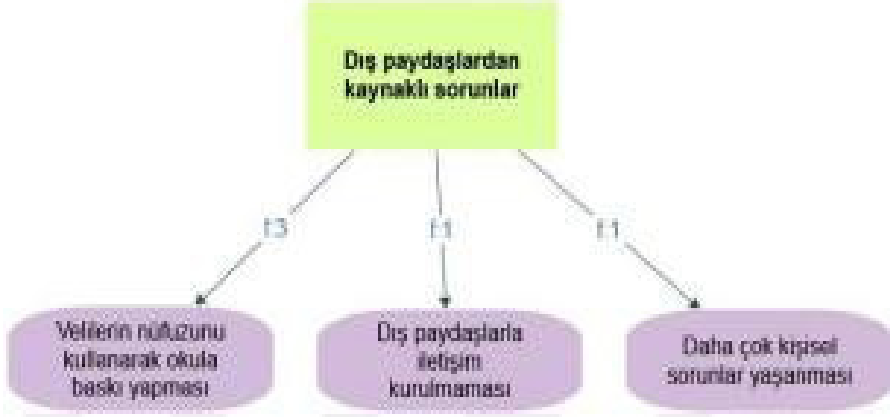 Dış paydaşlardan
kaynaklı sorunlar
f:3
f:1
f:1
Velilerin nüfuzunu
kullanarak okula
baskı yapması
Dış paydaşlarla
iletişim
kurulmaması
Daha çok kişisel
sorunlar yaşanması